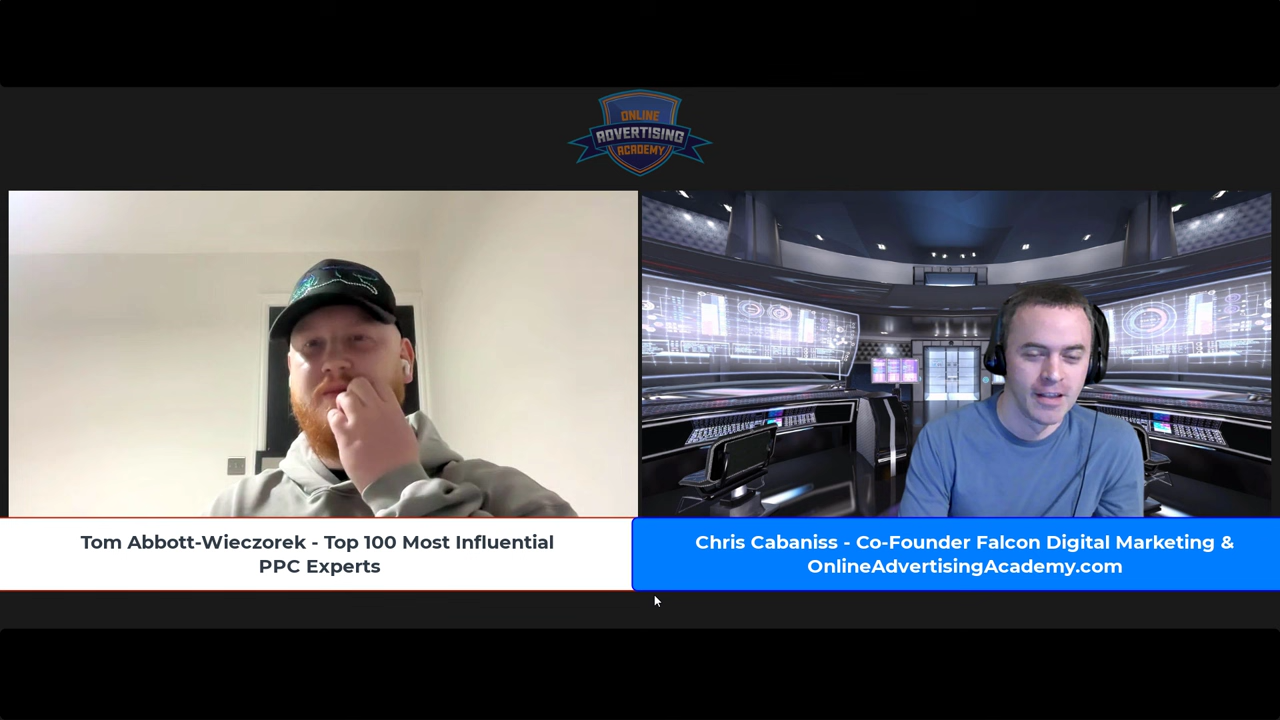 ONLINE
ADVERTISING
ACADEMY
Tom Abbott-Wieczorek - Top 100 Most Influential
PPC Experts
Chris Cabaniss - Co-Founder Falcon Digital Marketing &
OnlineAdvertisingAcademy.com